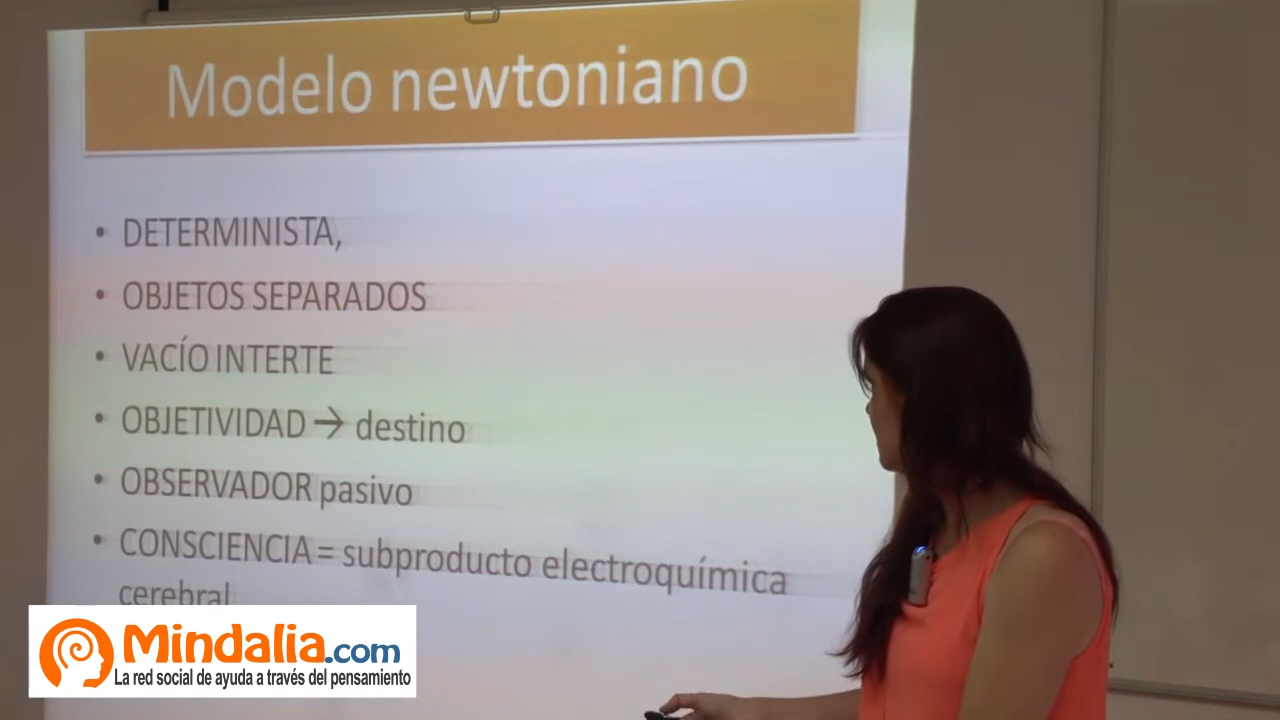 Modelo newtoniano
• DETERMINISTA,
• OBJETOS SEPARADOS
• VACÍO INTERTE
• OBJETIVIDAD → destino
• OBSERVADOR pasivo
• CONSCIENCIA = subproducto electroquímica
cerebral
Mindalia.com
La red social de ayuda a través del pensamiento